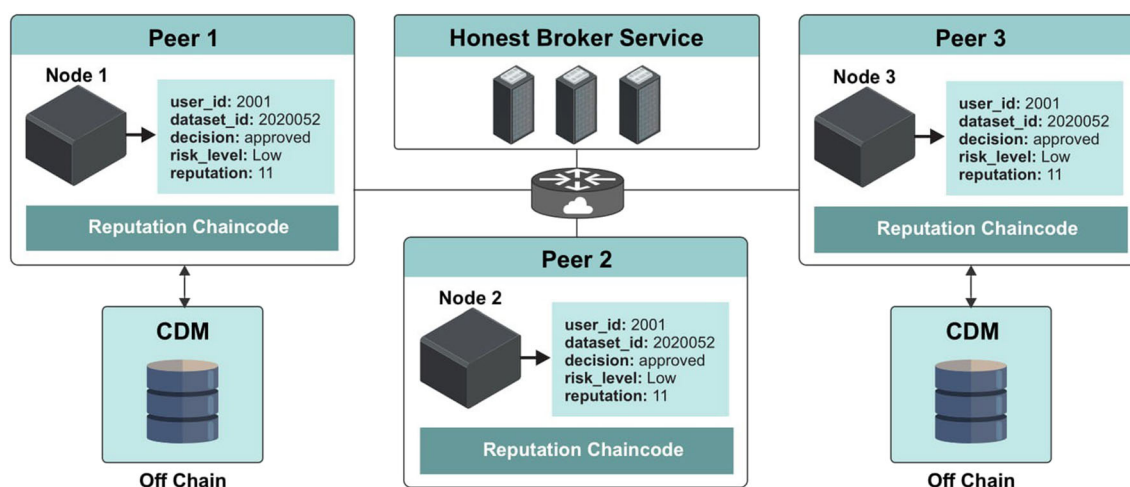 Peer 1
Node 1
user_id: 2001
dataset_id: 2020052
decision: approved
risk_level: Low
reputation: 11
Reputation Chaincode
CDM
Off Chain
Honest Broker Service
Peer 2
Node 2
user_id: 2001
dataset_id: 2020052
decision: approved
risk_level: Low
reputation: 11
Reputation Chaincode
Peer 3
Node 3
user_id: 2001
dataset_id: 2020052
decision: approved
risk_level: Low
reputation: 11
Reputation Chaincode
CDM
Off Chain